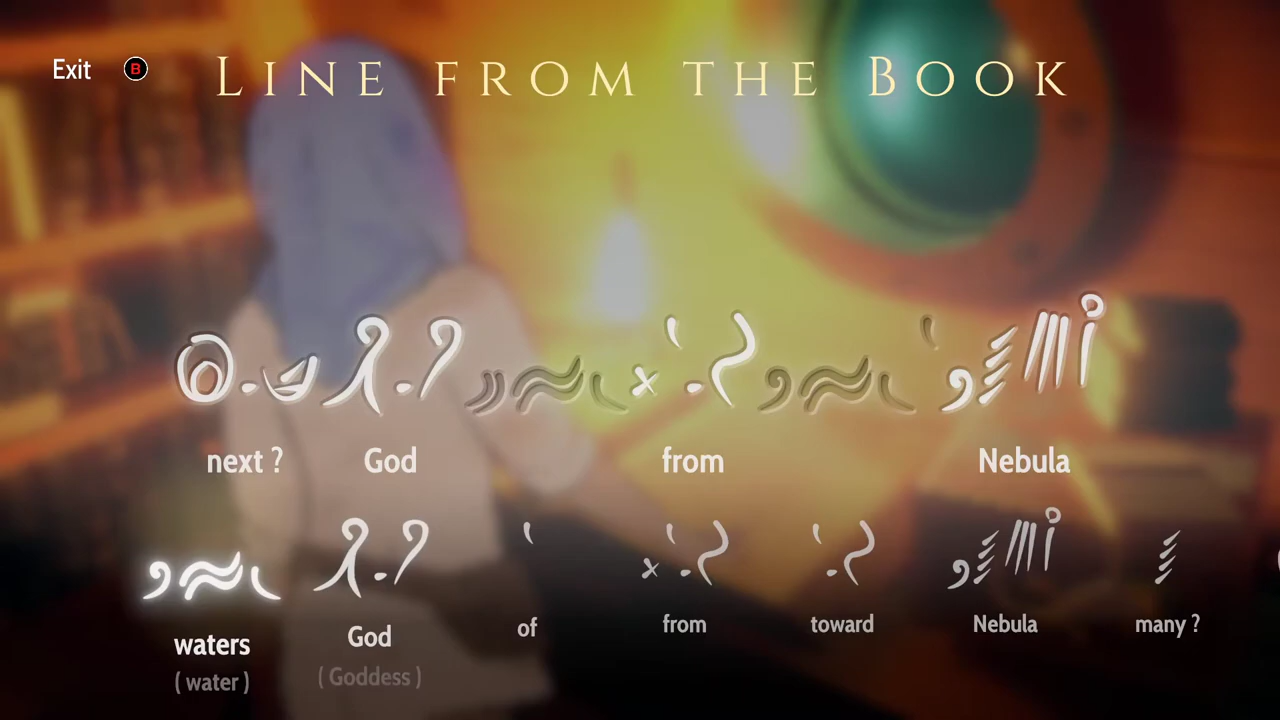 Exit B
LINE FROM THE BOOK
next ? God from Nebula
waters God of from toward Nebula many ?
( water ) ( Goddess )